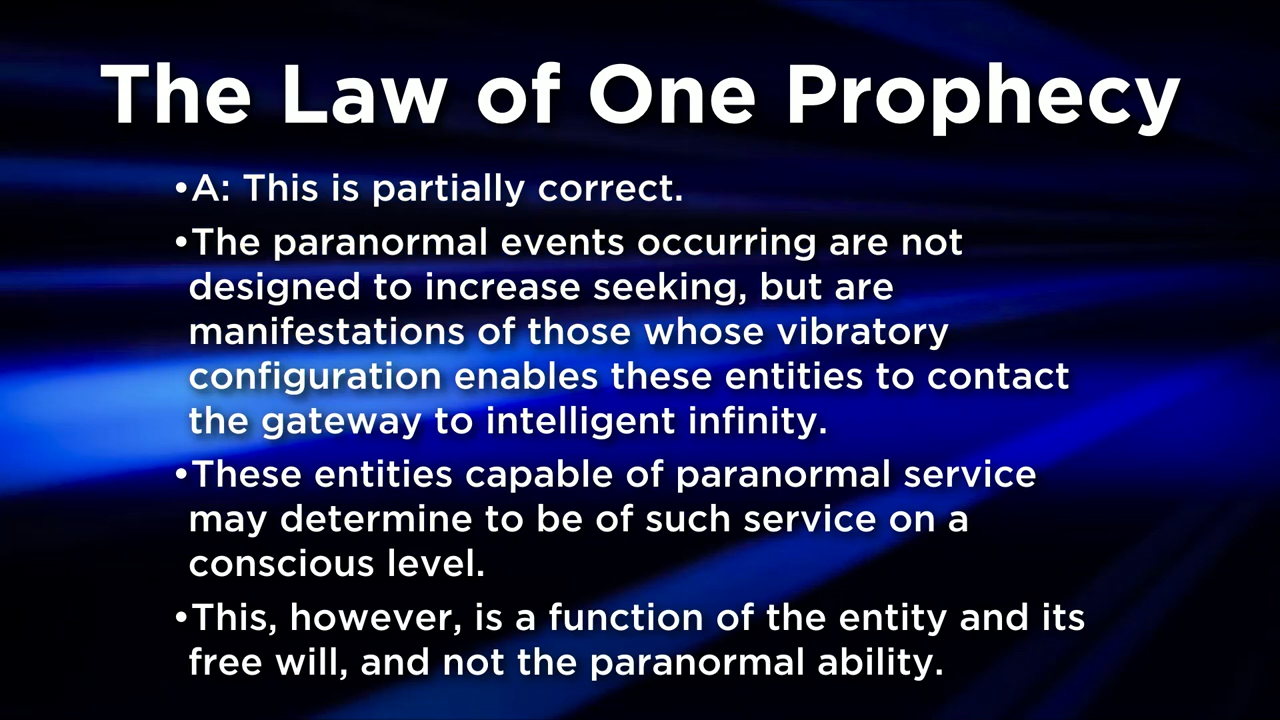 The Law of One Prophecy
•A: This is partially correct.
•The paranormal events occurring are not
designed to increase seeking, but are
manifestations of those whose vibratory
configuration enables these entities to contact
the gateway to intelligent infinity.
•These entities capable of paranormal service
may determine to be of such service on a
conscious level.
•This, however, is a function of the entity and its
free will, and not the paranormal ability.